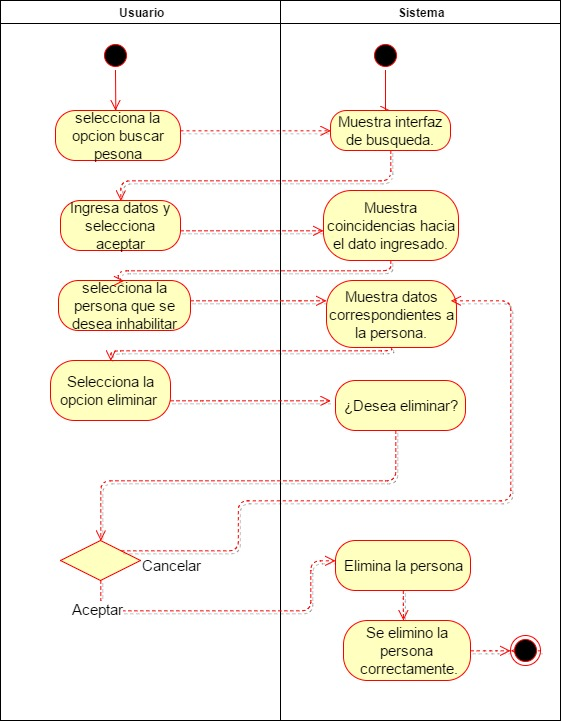 Usuario
Sistema
selecciona la
opcion buscar
pesona
Muestra interfaz
de busqueda.
Ingresa datos y
selecciona
aceptar
Muestra
coincidencias hacia
el dato ingresado.
selecciona la
persona que se
desea inhabilitar
Muestra datos
correspondientes a
la persona.
Selecciona la
opcion eliminar
¿Desea eliminar?
Cancelar
Aceptar
Elimina la persona
Se elimino la
persona
correctamente.